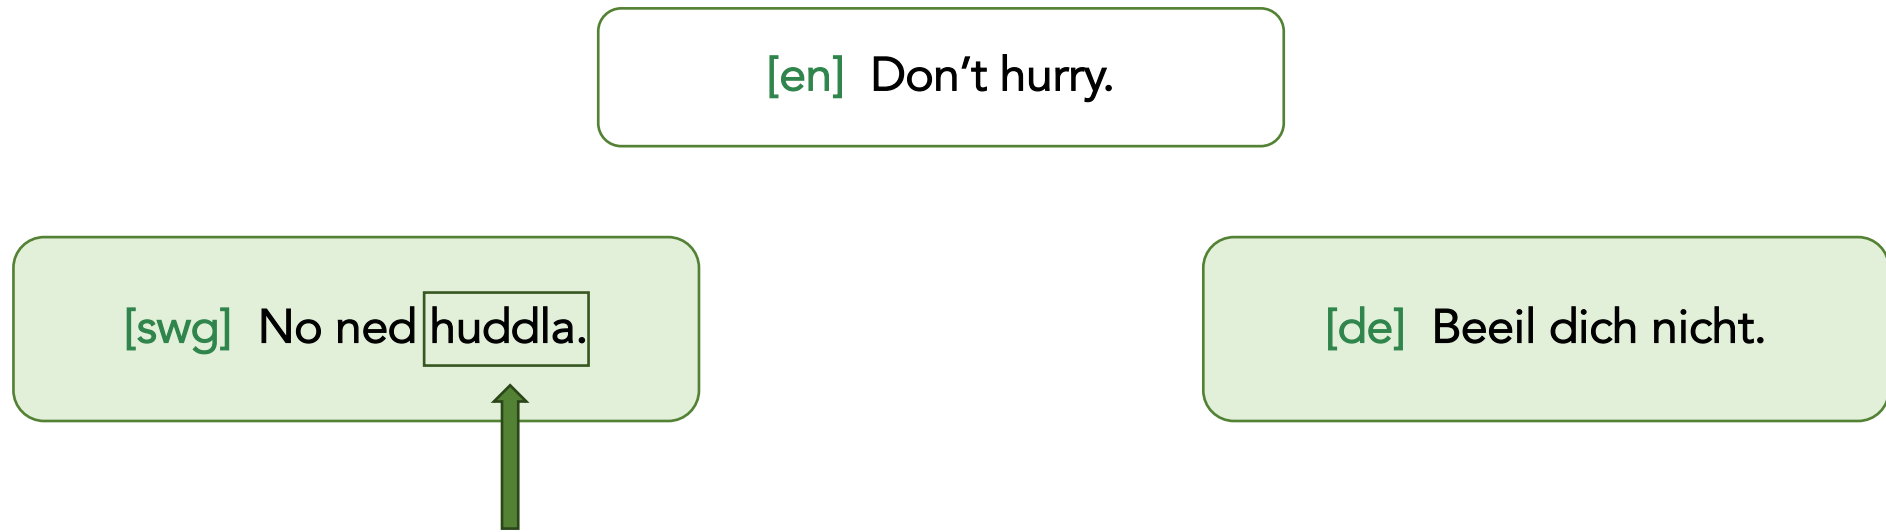 [en] Don’t hurry.
[swg] No ned huddla.
[de] Beeil dich nicht.